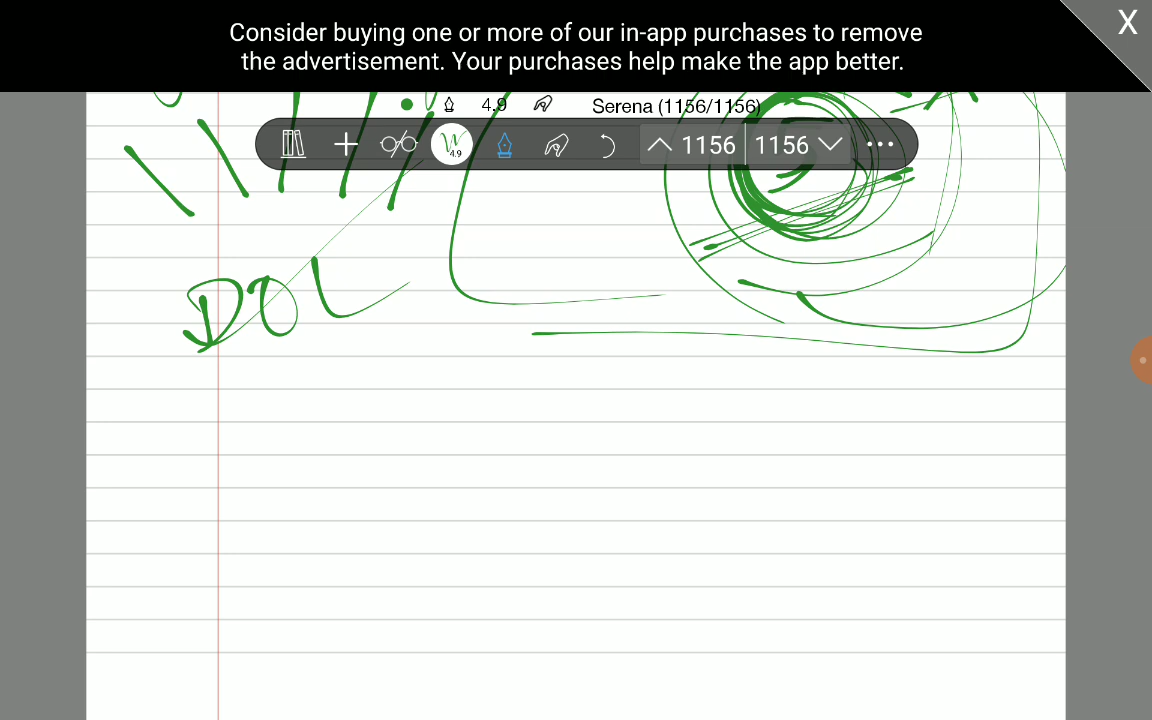 Consider buying one or more of our in-app purchases to remove
the advertisement. Your purchases help make the app better.
X
4.9 Serena (1156/1156)
W 4.9 1156 1156
DOL